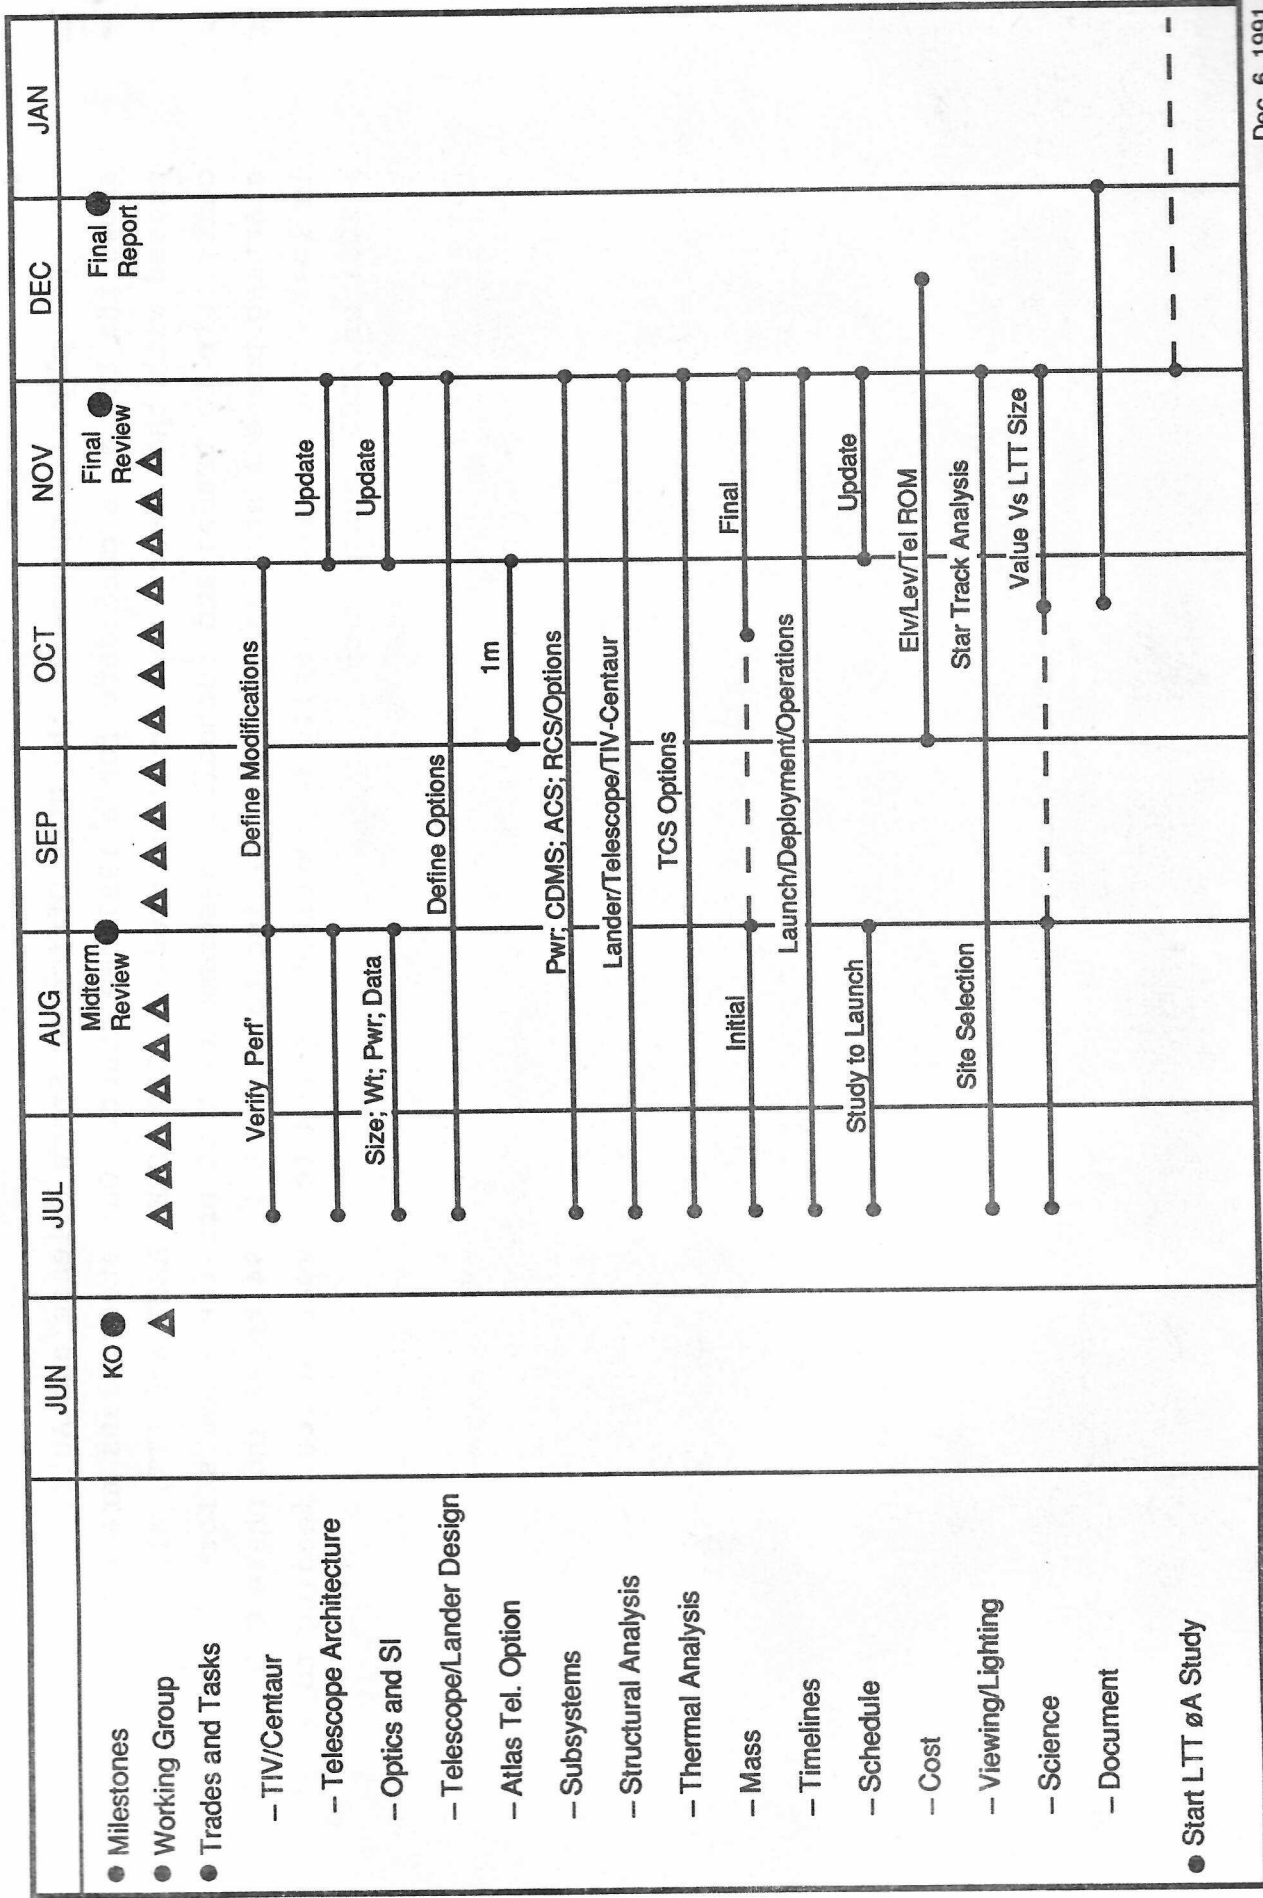 JUN JUL AUG SEP OCT NOV DEC JAN
● Milestones
KO
Midterm
Review
Final
Review
Final
Report
● Working Group
● Trades and Tasks
– TIV/Centaur
Verify Perf'
Define Modifications
– Telescope Architecture
Update
– Optics and SI
Size; Wt; Pwr; Data
Update
– Telescope/Lander Design
Define Options
– Atlas Tel. Option
1m
– Subsystems
Pwr; CDMS; ACS; RCS/Options
– Structural Analysis
Lander/Telescope/TIV-Centaur
– Thermal Analysis
TCS Options
– Mass
Initial
Final
– Timelines
Launch/Deployment/Operations
– Schedule
Study to Launch
Update
– Cost
Elv/Lev/Tel ROM
– Viewing/Lighting
Site Selection
Star Track Analysis
– Science
Value Vs LTT Size
– Document
● Start LTT øA Study
Dec. 6, 1991